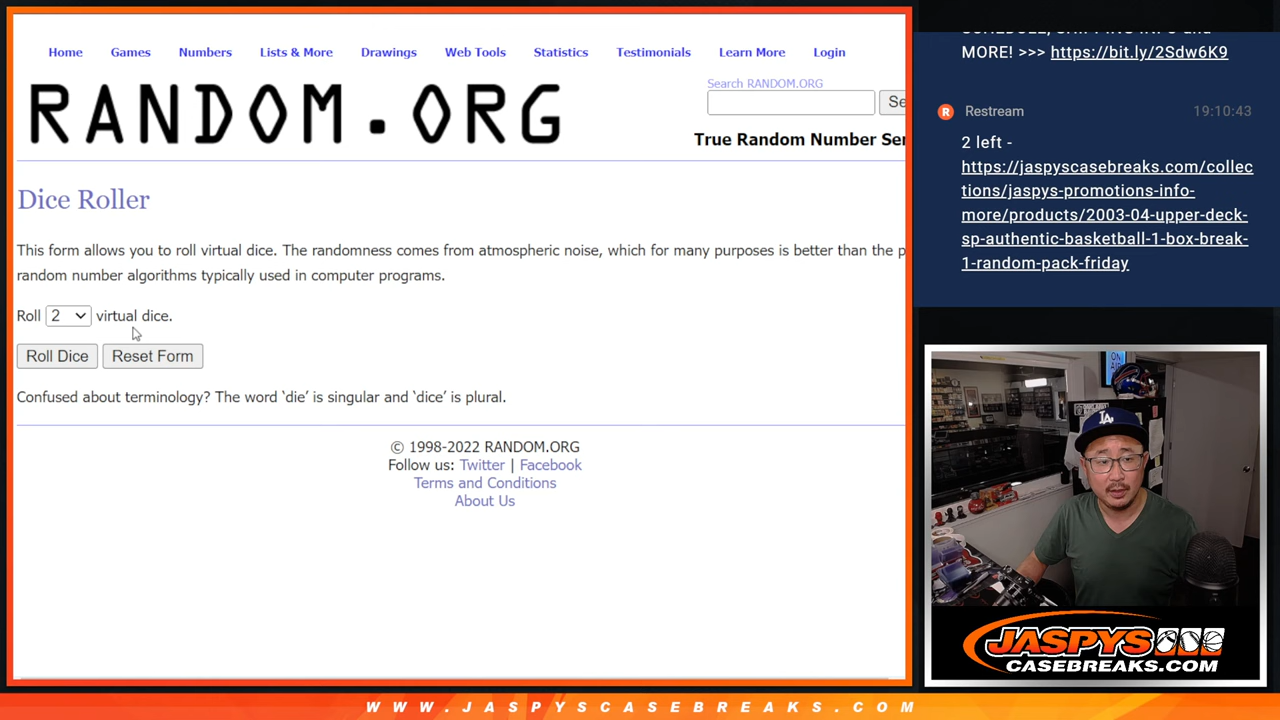 Home Games Numbers Lists & More Drawings Web Tools Statistics Testimonials Learn More Login
RANDOM.ORG
Search RANDOM.ORG
Se
True Random Number Ser
Dice Roller
This form allows you to roll virtual dice. The randomness comes from atmospheric noise, which for many purposes is better than the p
random number algorithms typically used in computer programs.
Roll 2 virtual dice.
Roll Dice Reset Form
Confused about terminology? The word ‘die’ is singular and ‘dice’ is plural.
© 1998-2022 RANDOM.ORG
Follow us: Twitter | Facebook
Terms and Conditions
About Us
MORE! >>> https://bit.ly/2Sdw6K9
R Restream 19:10:43
2 left -
https://jaspyscasebreaks.com/collec
tions/jaspys-promotions-info-
more/products/2003-04-upper-deck-
sp-authentic-basketball-1-box-break-
1-random-pack-friday
ON
AIR
LA
JASPYS
CASEBREAKS.COM
WWW.JASPYSCASEBREAKS.COM